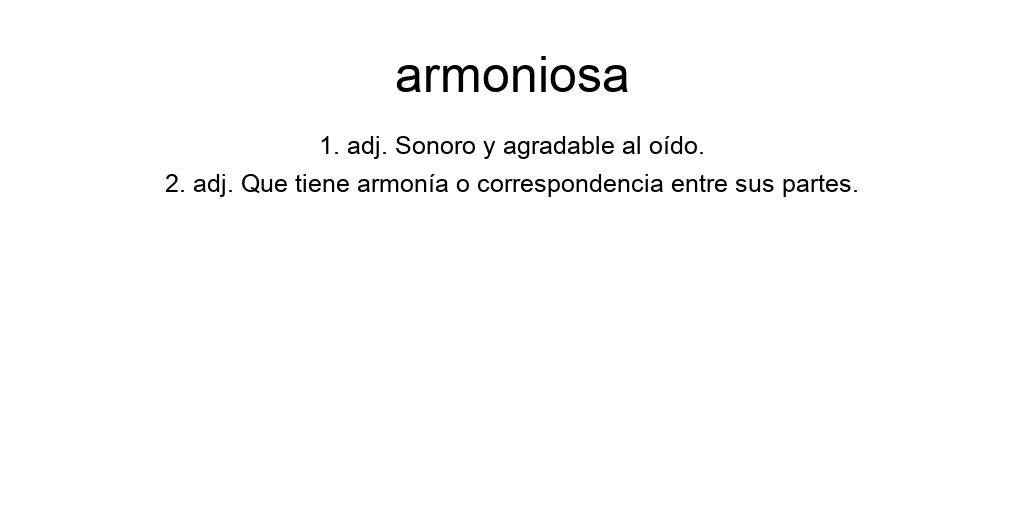 armoniosa
1. adj. Sonoro y agradable al oído.
2. adj. Que tiene armonía o correspondencia entre sus partes.